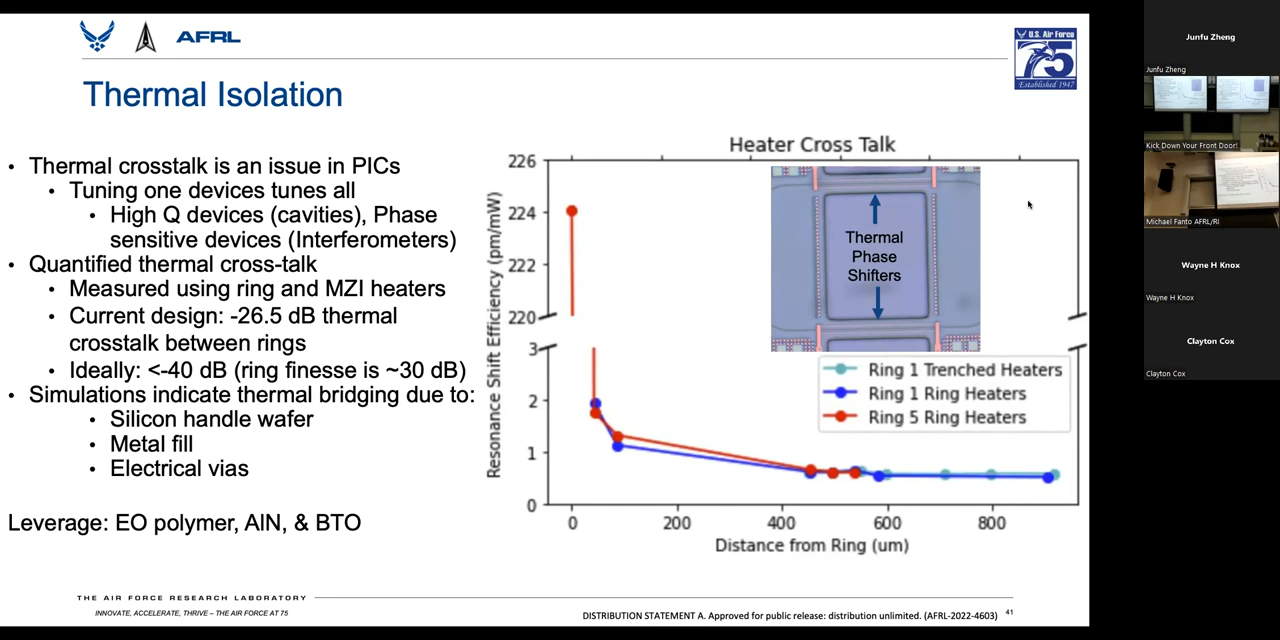 AFRL
U.S. Air Force
75
Established 1947
Thermal Isolation
• Thermal crosstalk is an issue in PICs
• Tuning one devices tunes all
• High Q devices (cavities), Phase
sensitive devices (Interferometers)
• Quantified thermal cross-talk
• Measured using ring and MZI heaters
• Current design: -26.5 dB thermal
crosstalk between rings
• Ideally: <-40 dB (ring finesse is ~30 dB)
• Simulations indicate thermal bridging due to:
• Silicon handle wafer
• Metal fill
• Electrical vias
Leverage: EO polymer, AlN, & BTO
Heater Cross Talk
Resonance Shift Efficiency (pm/mW)
226
224
222
220
3
2
1
0
Thermal
Phase
Shifters
Ring 1 Trenched Heaters
Ring 1 Ring Heaters
Ring 5 Ring Heaters
0 200 400 600 800
Distance from Ring (um)
THE AIR FORCE RESEARCH LABORATORY
INNOVATE, ACCELERATE, THRIVE – THE AIR FORCE AT 75
DISTRIBUTION STATEMENT A. Approved for public release: distribution unlimited. (AFRL-2022-4603) 41
Junfu Zheng
Junfu Zheng
Kick Down Your Front Door!
Michael Fanto AFRL/RI
Wayne H Knox
Wayne H Knox
Clayton Cox
Clayton Cox